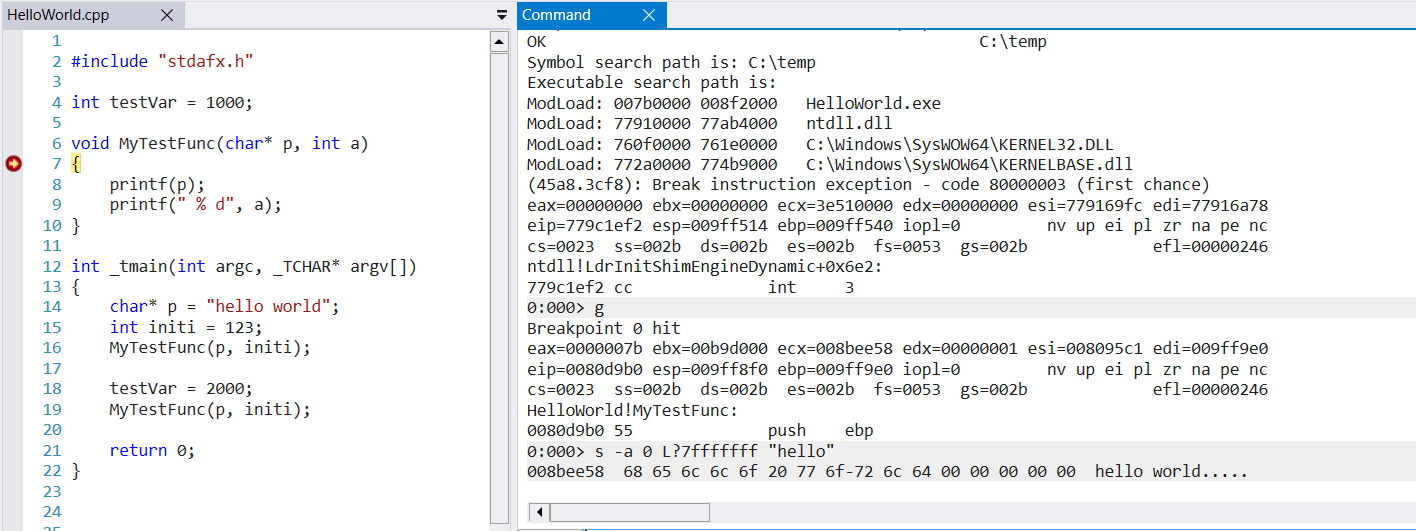 HelloWorld.cpp
1
2 #include "stdafx.h"
3
4 int testVar = 1000;
5
6 void MyTestFunc(char* p, int a)
7 {
8     printf(p);
9     printf(" % d", a);
10 }
11
12 int _tmain(int argc, _TCHAR* argv[])
13 {
14     char* p = "hello world";
15     int initi = 123;
16     MyTestFunc(p, initi);
17
18     testVar = 2000;
19     MyTestFunc(p, initi);
20
21     return 0;
22 }
23
24
Command
OK                                             C:\temp
Symbol search path is: C:\temp
Executable search path is:
ModLoad: 007b0000 008f2000   HelloWorld.exe
ModLoad: 77910000 77ab4000   ntdll.dll
ModLoad: 760f0000 761e0000   C:\Windows\SysWOW64\KERNEL32.DLL
ModLoad: 772a0000 774b9000   C:\Windows\SysWOW64\KERNELBASE.dll
(45a8.3cf8): Break instruction exception - code 80000003 (first chance)
eax=00000000 ebx=00000000 ecx=3e510000 edx=00000000 esi=779169fc edi=77916a78
eip=779c1ef2 esp=009ff514 ebp=009ff540 iopl=0         nv up ei pl zr na pe nc
cs=0023  ss=002b  ds=002b  es=002b  fs=0053  gs=002b             efl=00000246
ntdll!LdrInitShimEngineDynamic+0x6e2:
779c1ef2 cc              int     3
0:000> g
Breakpoint 0 hit
eax=0000007b ebx=00b9d000 ecx=008bee58 edx=00000001 esi=008095c1 edi=009ff9e0
eip=0080d9b0 esp=009ff8f0 ebp=009ff9e0 iopl=0         nv up ei pl zr na pe nc
cs=0023  ss=002b  ds=002b  es=002b  fs=0053  gs=002b             efl=00000246
HelloWorld!MyTestFunc:
0080d9b0 55              push    ebp
0:000> s -a 0 L?7fffffff "hello"
008bee58  68 65 6c 6c 6f 20 77 6f-72 6c 64 00 00 00 00 00  hello world.....